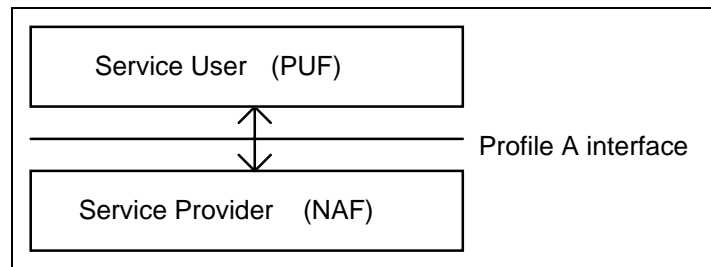 Service User (PUF)
Profile A interface
Service Provider (NAF)